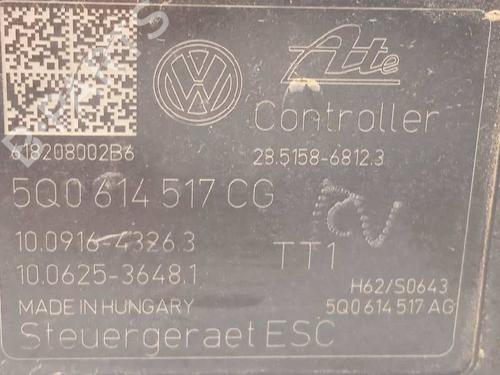 Ate
Controller
618208002B6
28.5158-6812.3
5Q0 614 517 CG
10.0916-4326.3
TT1
10.0625-3648.1
H62/S0643
MADE IN HUNGARY
5Q0 614 517 AG
Steuergeraet ESC